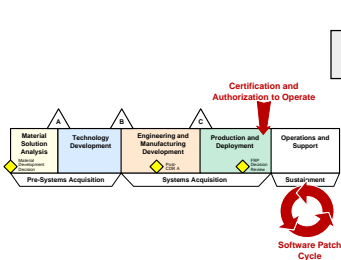 Certification and
Authorization to Operate
A
B
C
Material
Solution
Analysis
Technology
Development
Engineering and
Manufacturing
Development
Production and
Deployment
Operations and
Support
Material
Development
Decision
Post-
CDR A
FRP
Decision
Review
Pre-Systems Acquisition
Systems Acquisition
Sustainment
Software Patch
Cycle